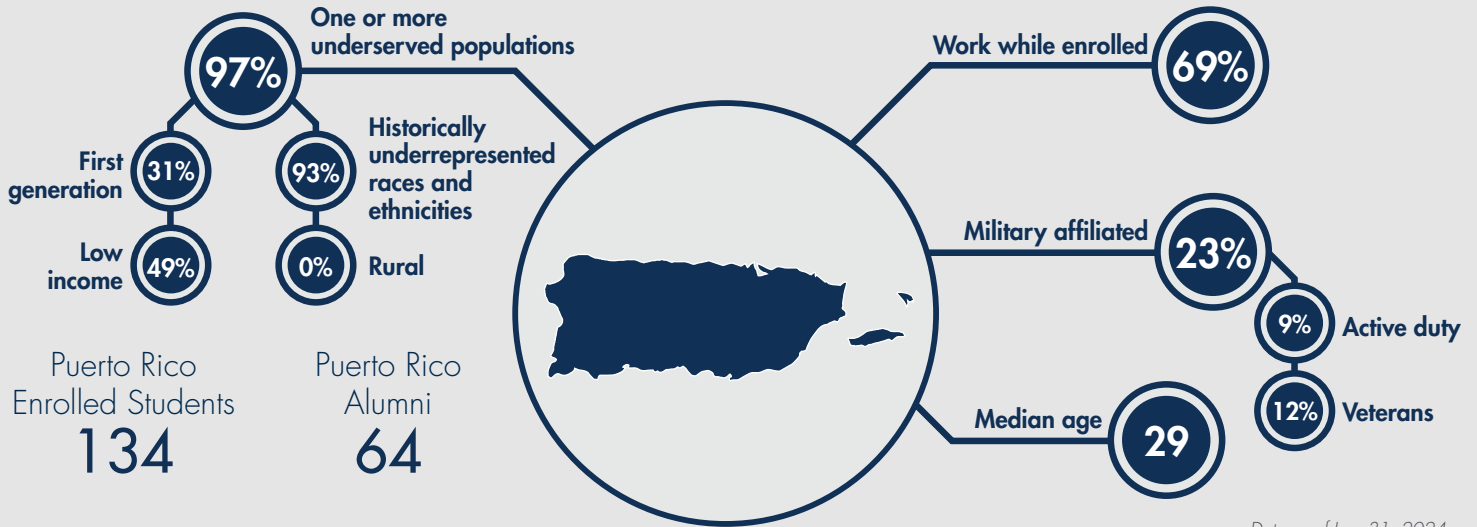 One or more
underserved populations
97%
First
generation
31%
Historically
underrepresented
races and
ethnicities
93%
Low
income
49%
Rural
0%
Puerto Rico
Enrolled Students
134
Puerto Rico
Alumni
64
Work while enrolled
69%
Military affiliated
23%
Active duty
9%
Veterans
12%
Median age
29